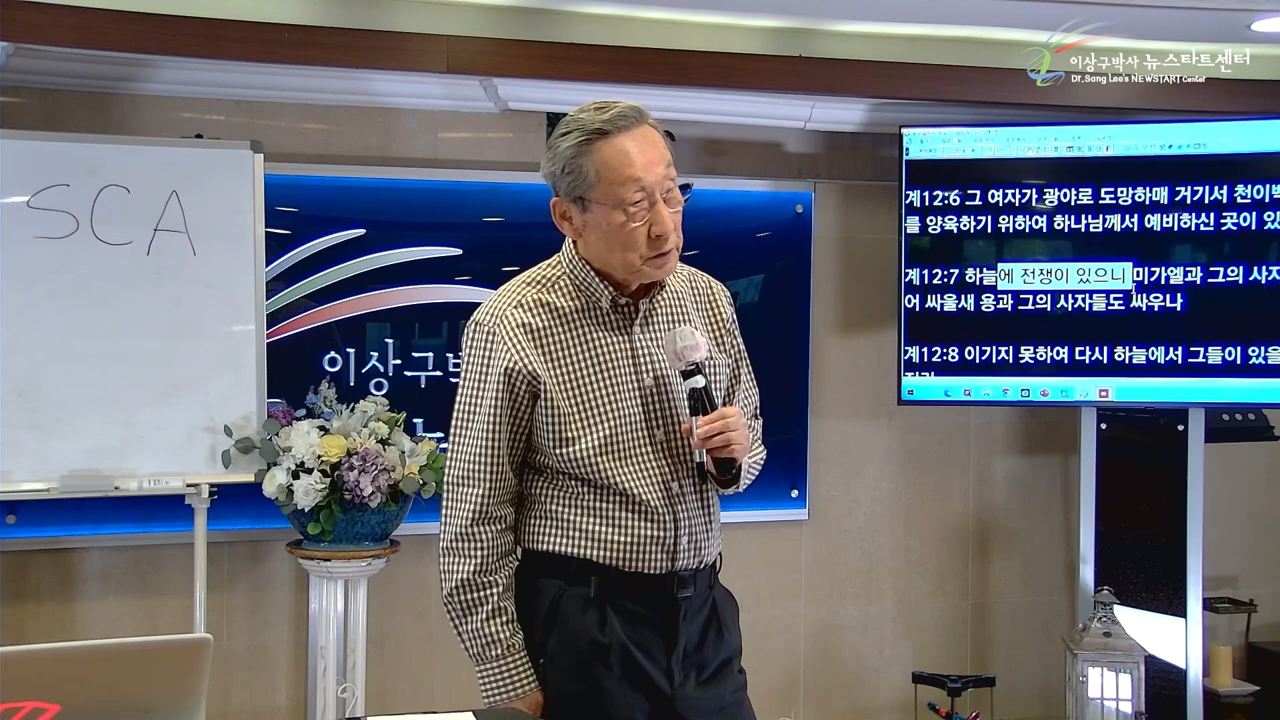 이상구박사 뉴스타트센터
Dr. Sang Lee's NEWSTART Center
SCA
이상구박
계12:6 그 여자가 광야로 도망하매 거기서 천이백
를 양육하기 위하여 하나님께서 예비하신 곳이 있
계12:7 하늘에 전쟁이 있으니 미가엘과 그의 사자
어 싸울새 용과 그의 사자들도 싸우나
계12:8 이기지 못하여 다시 하늘에서 그들이 있을